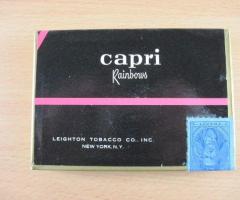 capri
Rainbows
LEIGHTON TOBACCO CO., INC.
NEW YORK, N.Y.